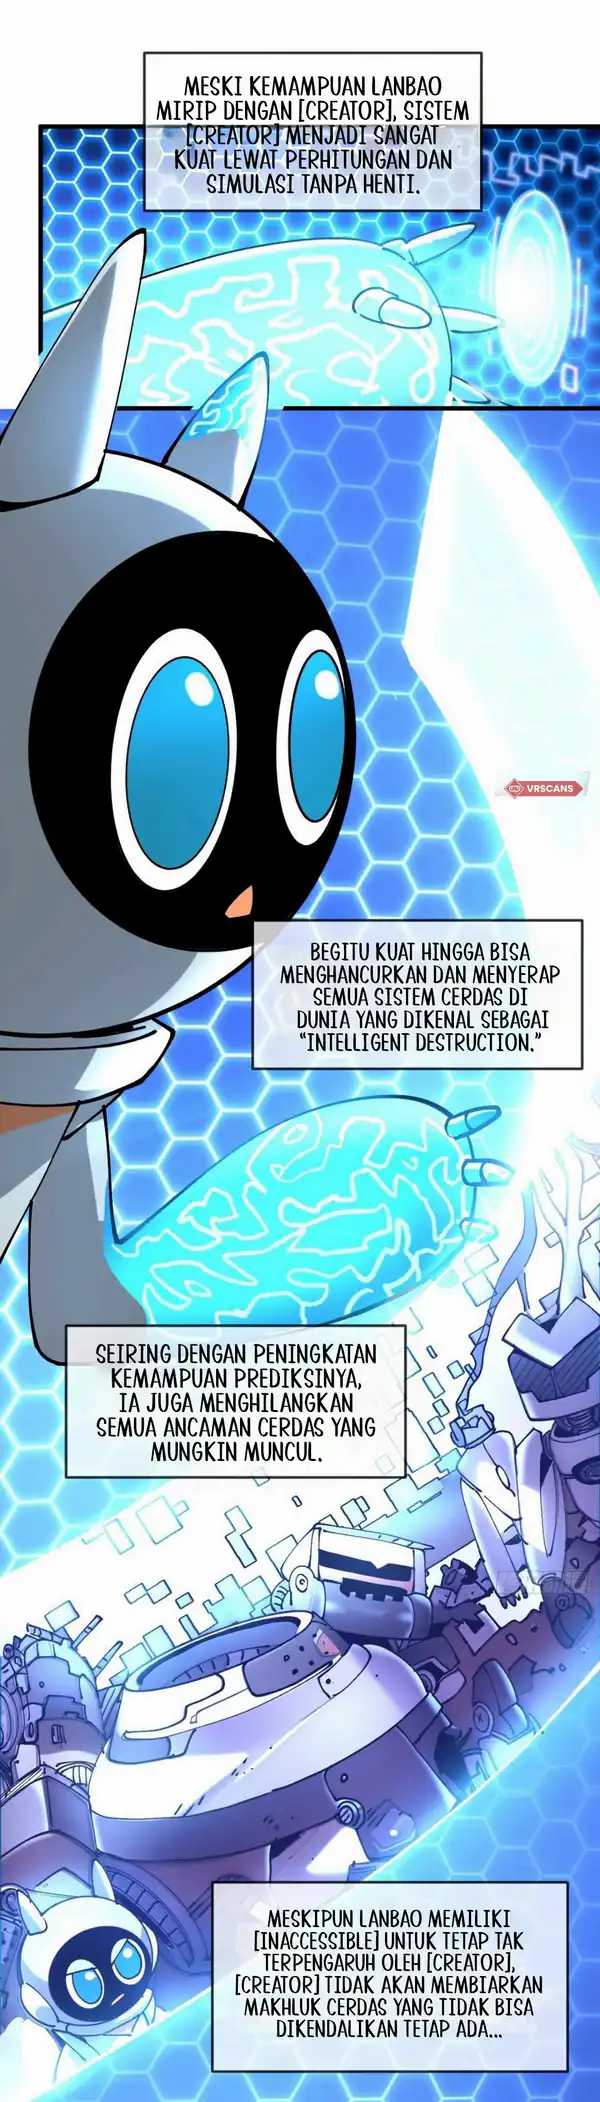 MESKI KEMAMPUAN LANBAO
MIRIP DENGAN [CREATOR], SISTEM
[CREATOR] MENJADI SANGAT
KUAT LEWAT PERHITUNGAN DAN
SIMULASI TANPA HENTI.
VRSCANS
BEGITU KUAT HINGGA BISA
MENGHANCURKAN DAN MENYERAP
SEMUA SISTEM CERDAS DI
DUNIA YANG DIKENAL SEBAGAI
"INTELLIGENT DESTRUCTION."
SEIRING DENGAN PENINGKATAN
KEMAMPUAN PREDIKSINYA,
IA JUGA MENGHILANGKAN
SEMUA ANCAMAN CERDAS YANG
MUNGKIN MUNCUL.
MESKIPUN LANBAO MEMILIKI
[INACCESSIBLE] UNTUK TETAP TAK
TERPENGARUH OLEH [CREATOR],
[CREATOR] TIDAK AKAN MEMBIARKAN
MAKHLUK CERDAS YANG TIDAK BISA
DIKENDALIKAN TETAP ADA...